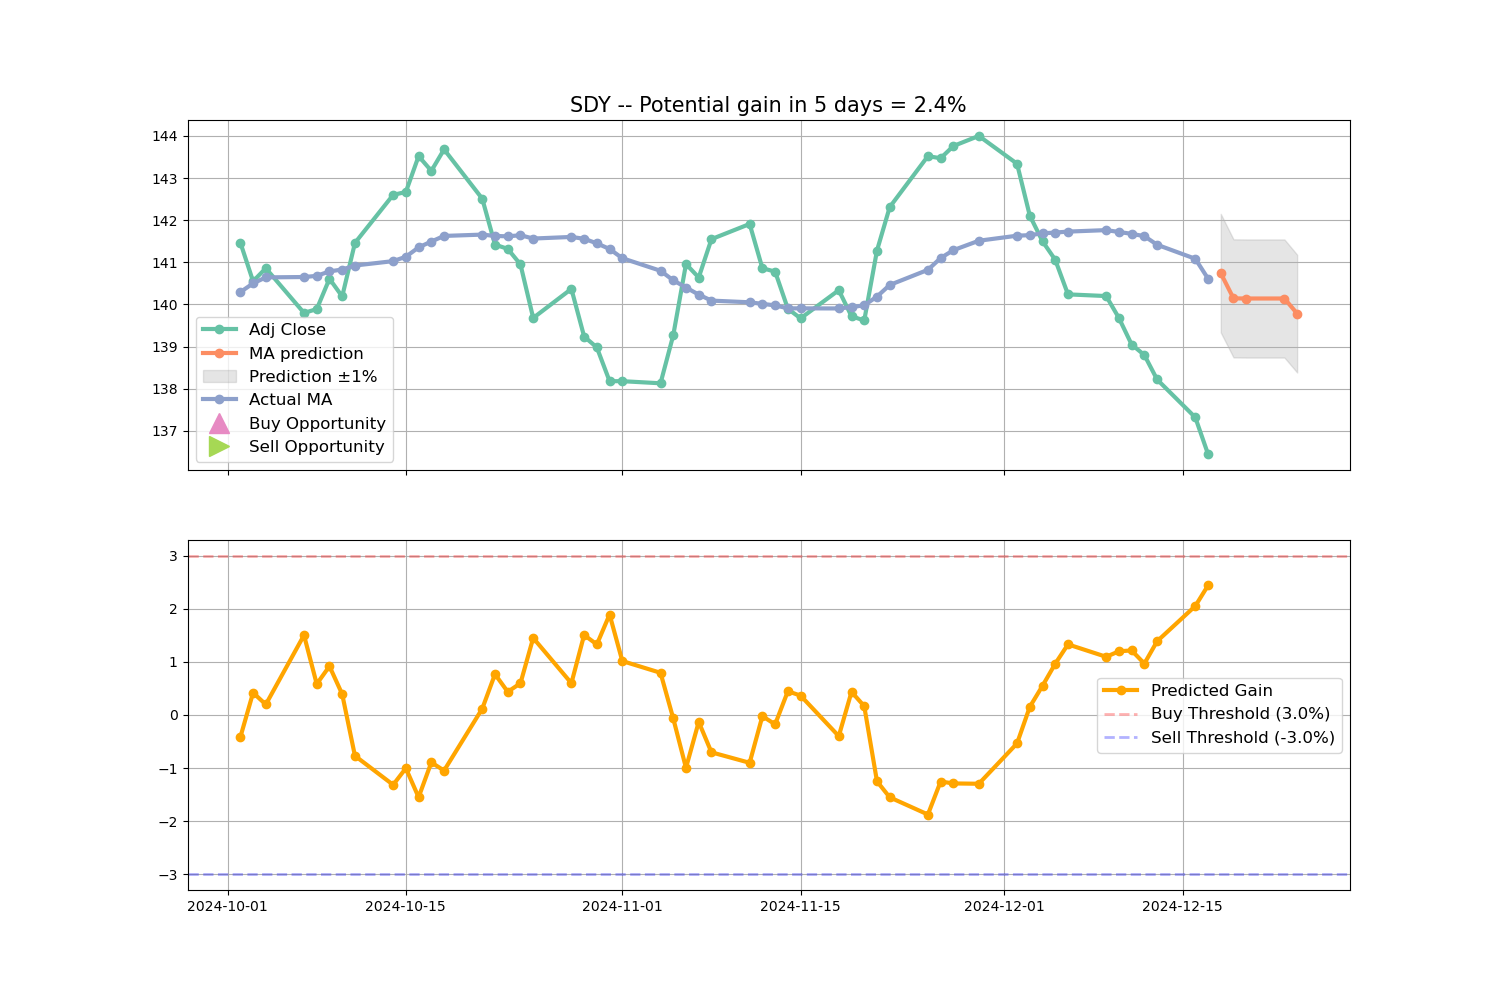 SDY -- Potential gain in 5 days = 2.4%
144
143
142
141
140
139
138
137
Adj Close
MA prediction
Prediction ±1%
Actual MA
Buy Opportunity
Sell Opportunity
3
2
1
0
−1
−2
−3
Predicted Gain
Buy Threshold (3.0%)
Sell Threshold (-3.0%)
2024-10-01
2024-10-15
2024-11-01
2024-11-15
2024-12-01
2024-12-15